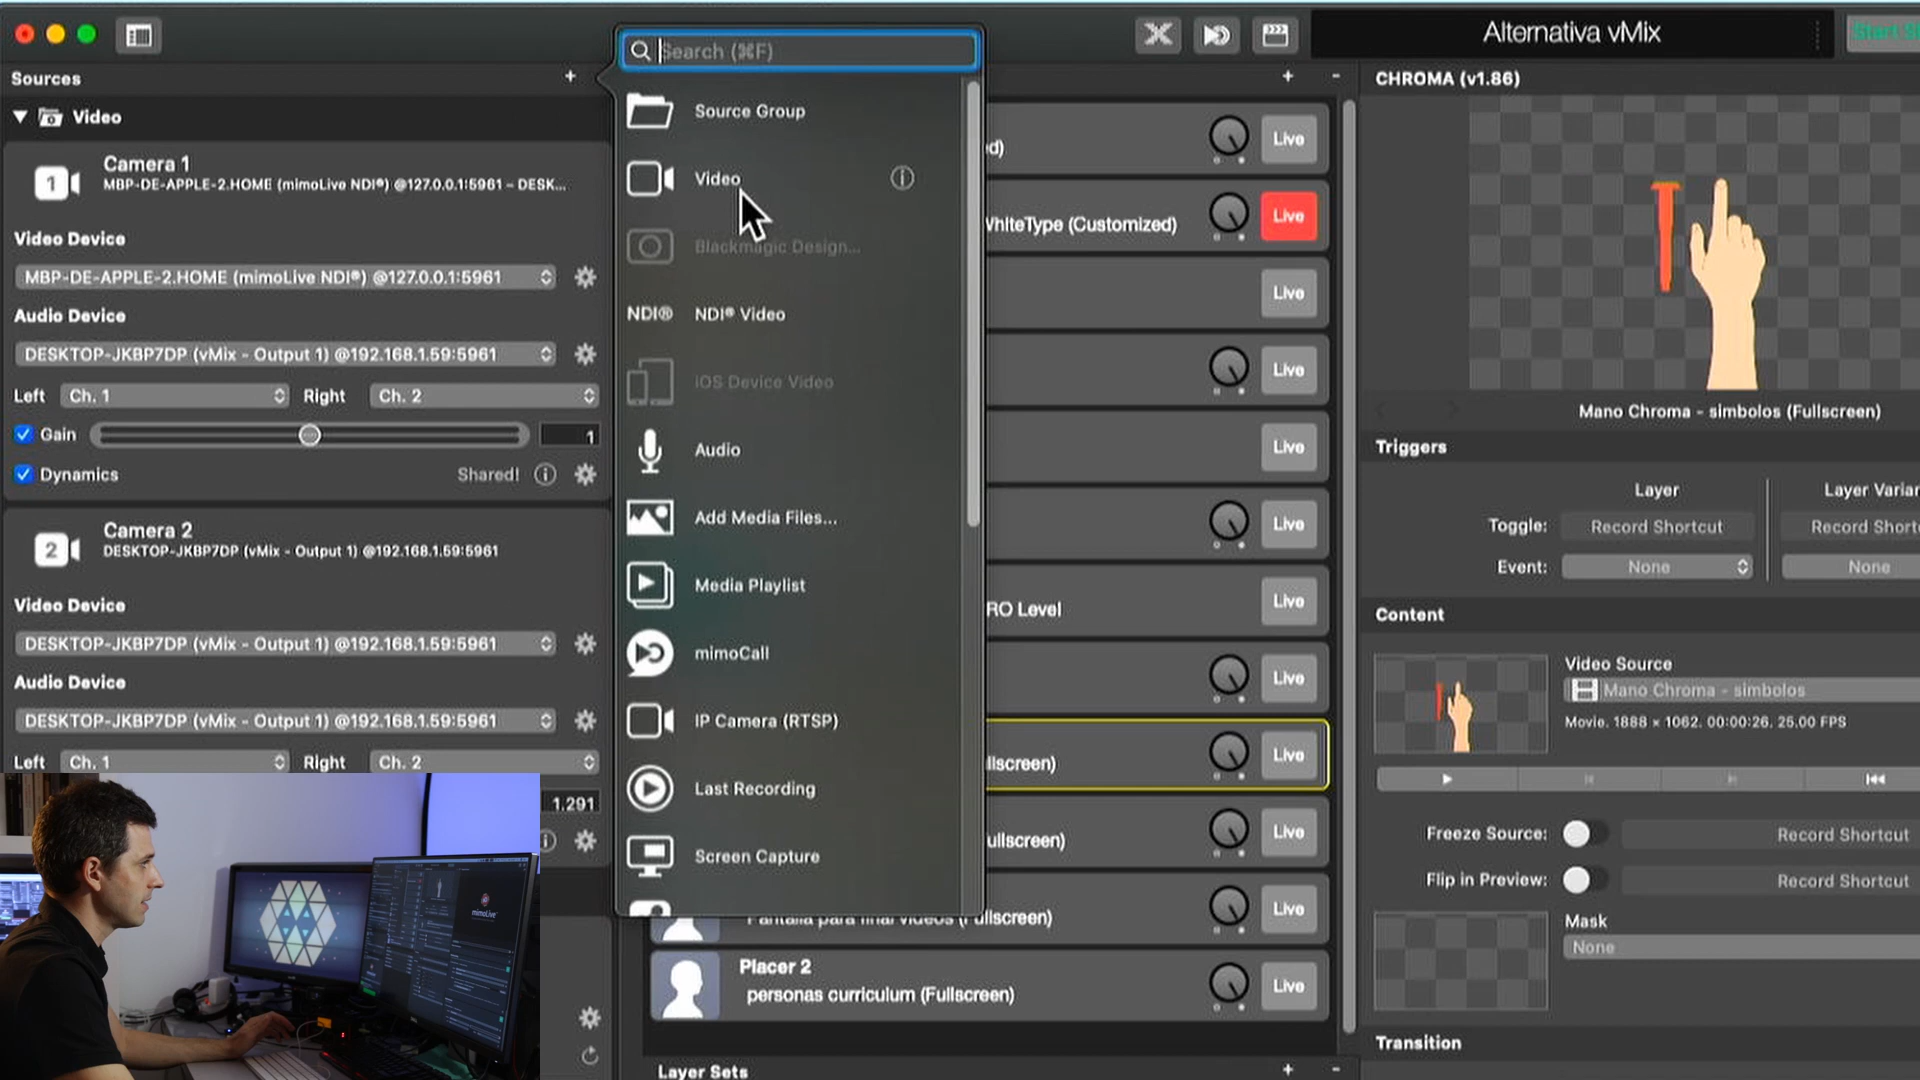 Search (⌘F)
Alternativa vMix
Sources
+
Video
Camera 1
MBP-DE-APPLE-2.HOME (mimoLive NDI®) @127.0.0.1:5961 – DESK...
Video Device
MBP-DE-APPLE-2.HOME (mimoLive NDI®) @127.0.0.1:5961
Audio Device
DESKTOP-JKBP7DP (vMix - Output 1) @192.168.1.59:5961
Left Ch. 1 Right Ch. 2
Gain 1
Dynamics Shared!
Camera 2
DESKTOP-JKBP7DP (vMix - Output 1) @192.168.1.59:5961
Video Device
DESKTOP-JKBP7DP (vMix - Output 1) @192.168.1.59:5961
Audio Device
DESKTOP-JKBP7DP (vMix - Output 1) @192.168.1.59:5961
Left Ch. 1 Right Ch. 2
1,291
Source Group
Video
Blackmagic Design...
NDI® NDI® Video
iOS Device Video
Audio
Add Media Files...
Media Playlist
mimoCall
IP Camera (RTSP)
Last Recording
Screen Capture
+ -
ed) Live
WhiteType (Customized) Live
Live
Live
Live
Live
RO Level Live
Live
llscreen) Live
ullscreen) Live
Pantalla para final videos (Fullscreen) Live
Placer 2
personas curriculum (Fullscreen) Live
Layer Sets + -
CHROMA (v1.86)
Mano Chroma - simbolos (Fullscreen)
Triggers
Layer Layer Varian
Toggle: Record Shortcut Record Short
Event: None None
Content
Video Source
Mano Chroma - simbolos
Movie. 1888 × 1062. 00:00:26. 25.00 FPS
Freeze Source: Record Shortcut
Flip in Preview: Record Shortcut
Mask
None
Transition
mimoLive